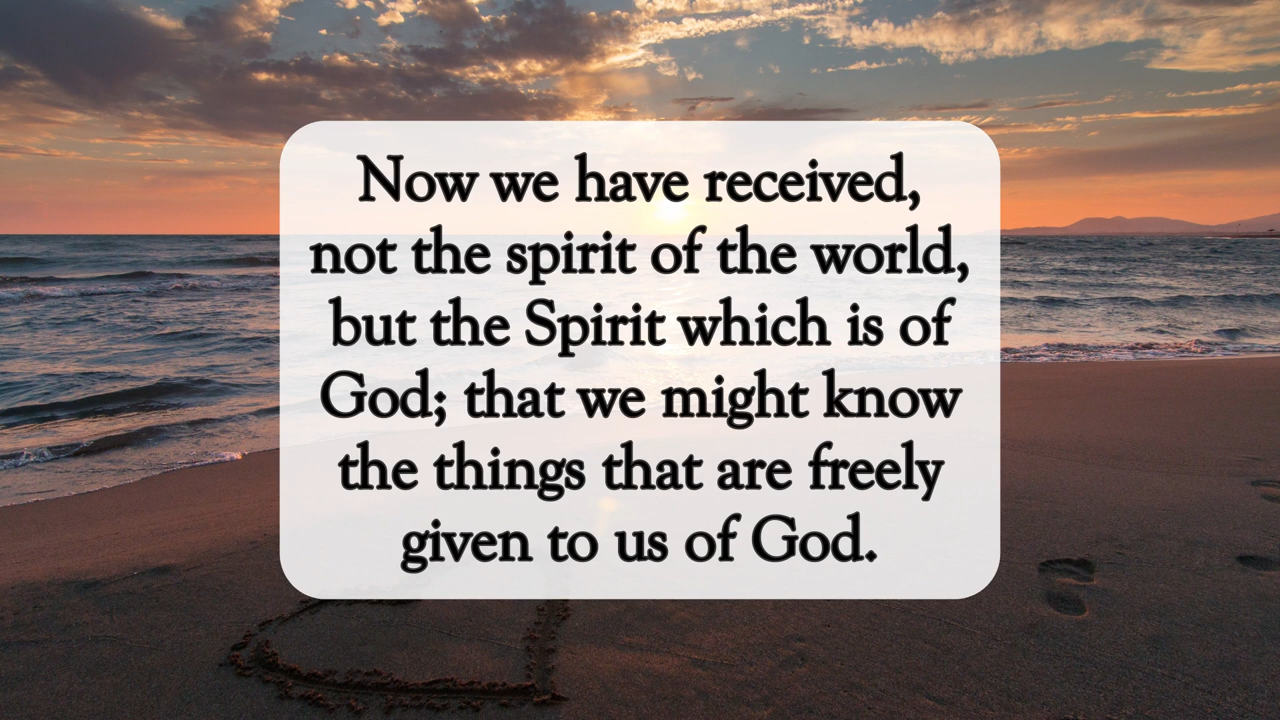 Now we have received,
not the spirit of the world,
but the Spirit which is of
God; that we might know
the things that are freely
given to us of God.